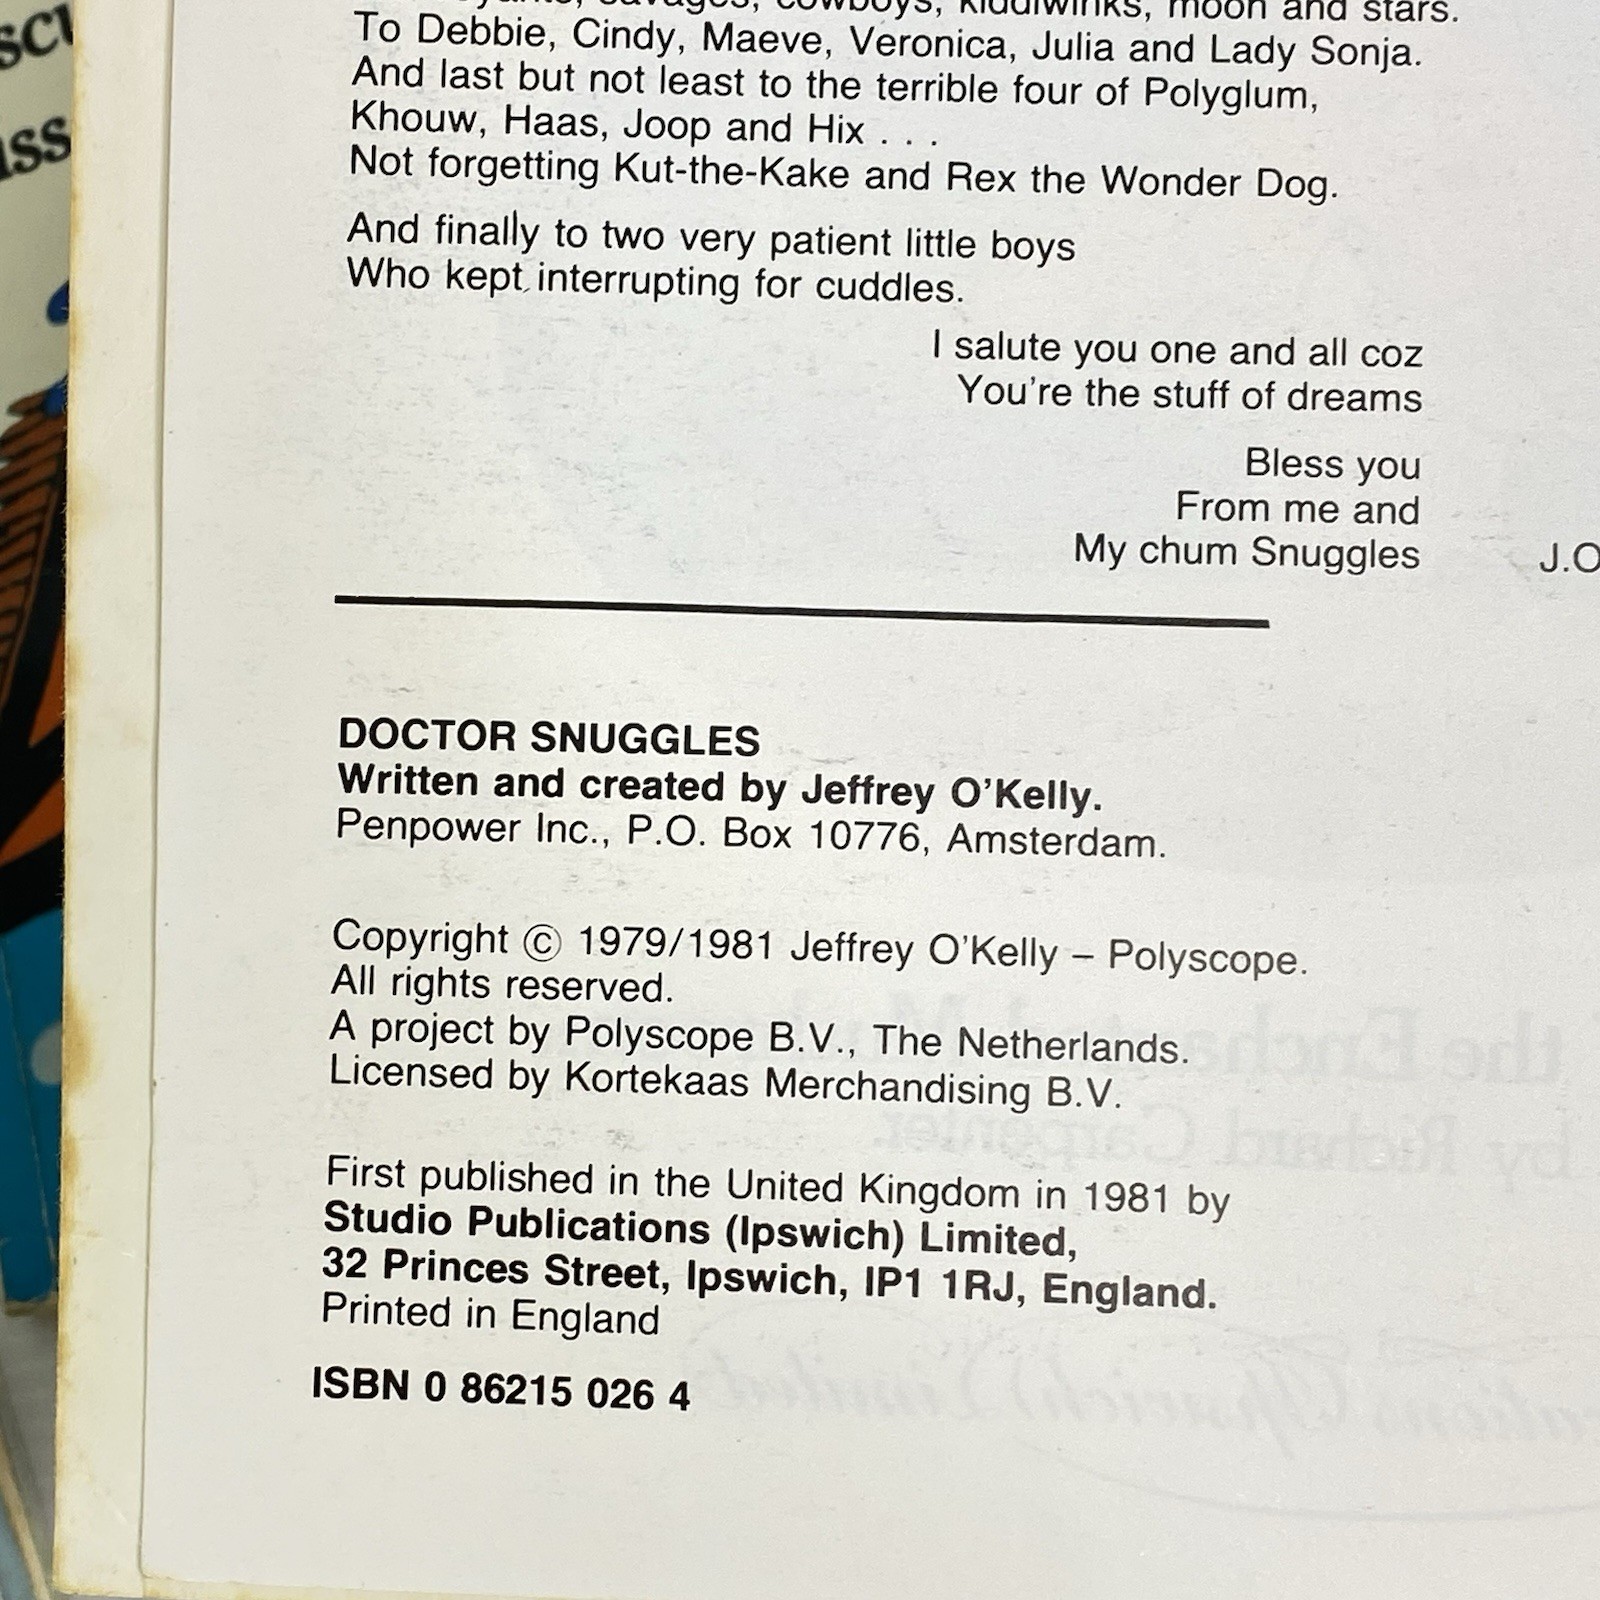 savages, cowboys, kiddiwinks, moon and stars.
To Debbie, Cindy, Maeve, Veronica, Julia and Lady Sonja.
And last but not least to the terrible four of Polyglum,
Khouw, Haas, Joop and Hix . . .
Not forgetting Kut-the-Kake and Rex the Wonder Dog.
And finally to two very patient little boys
Who kept interrupting for cuddles.
I salute you one and all coz
You're the stuff of dreams
Bless you
From me and
My chum Snuggles
J.O
DOCTOR SNUGGLES
Written and created by Jeffrey O'Kelly.
Penpower Inc., P.O. Box 10776, Amsterdam.
Copyright © 1979/1981 Jeffrey O'Kelly – Polyscope.
All rights reserved.
A project by Polyscope B.V., The Netherlands.
Licensed by Kortekaas Merchandising B.V.
First published in the United Kingdom in 1981 by
Studio Publications (Ipswich) Limited,
32 Princes Street, Ipswich, IP1 1RJ, England.
Printed in England
ISBN 0 86215 026 4